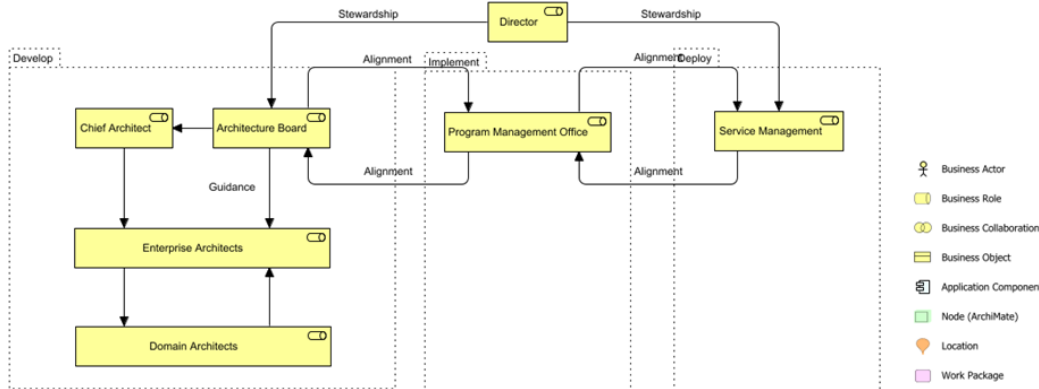 Stewardship
Director
Stewardship
Develop
Alignment
Implement
Alignment
Deploy
Chief Architect
Architecture Board
Program Management Office
Service Management
Alignment
Alignment
Guidance
Enterprise Architects
Domain Architects
Business Actor
Business Role
Business Collaboration
Business Object
Application Component
Node (ArchiMate)
Location
Work Package